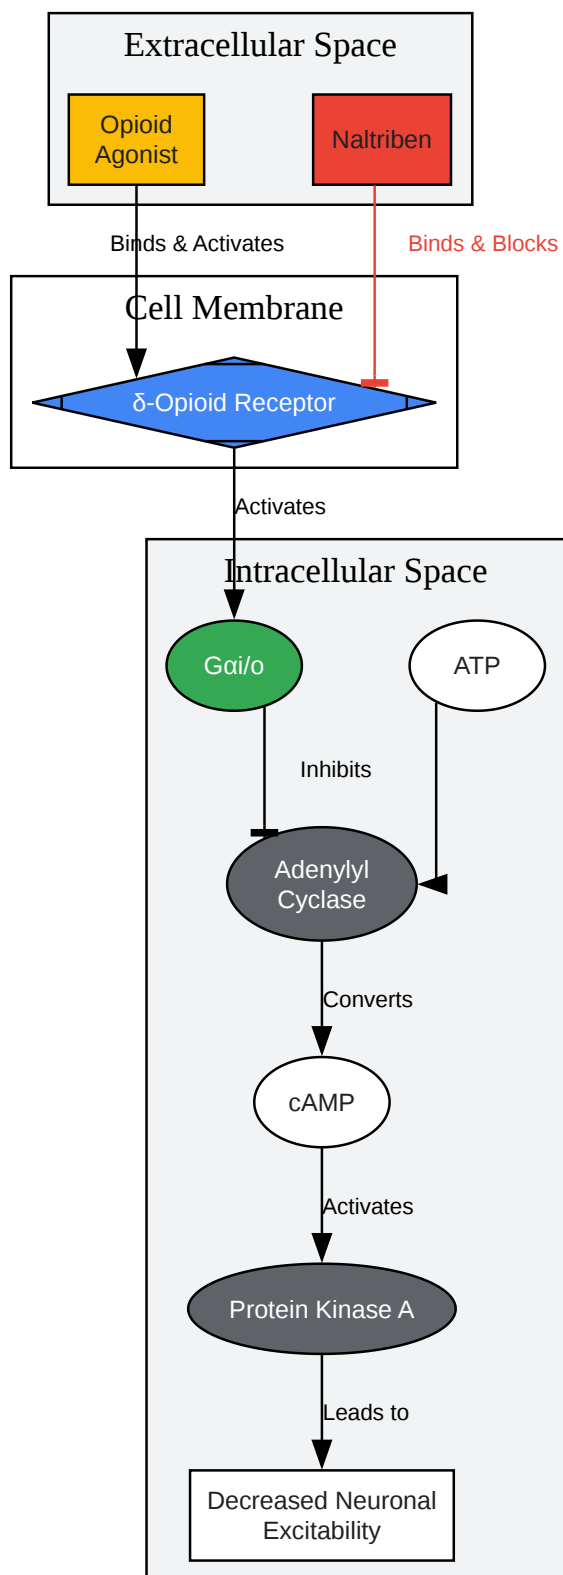 Extracellular Space
Opioid
Agonist
Naltriben
Binds & Activates
Binds & Blocks
Cell Membrane
δ-Opioid Receptor
Activates
Intracellular Space
Gαi/o
ATP
Inhibits
Adenylyl
Cyclase
Converts
cAMP
Activates
Protein Kinase A
Leads to
Decreased Neuronal
Excitability